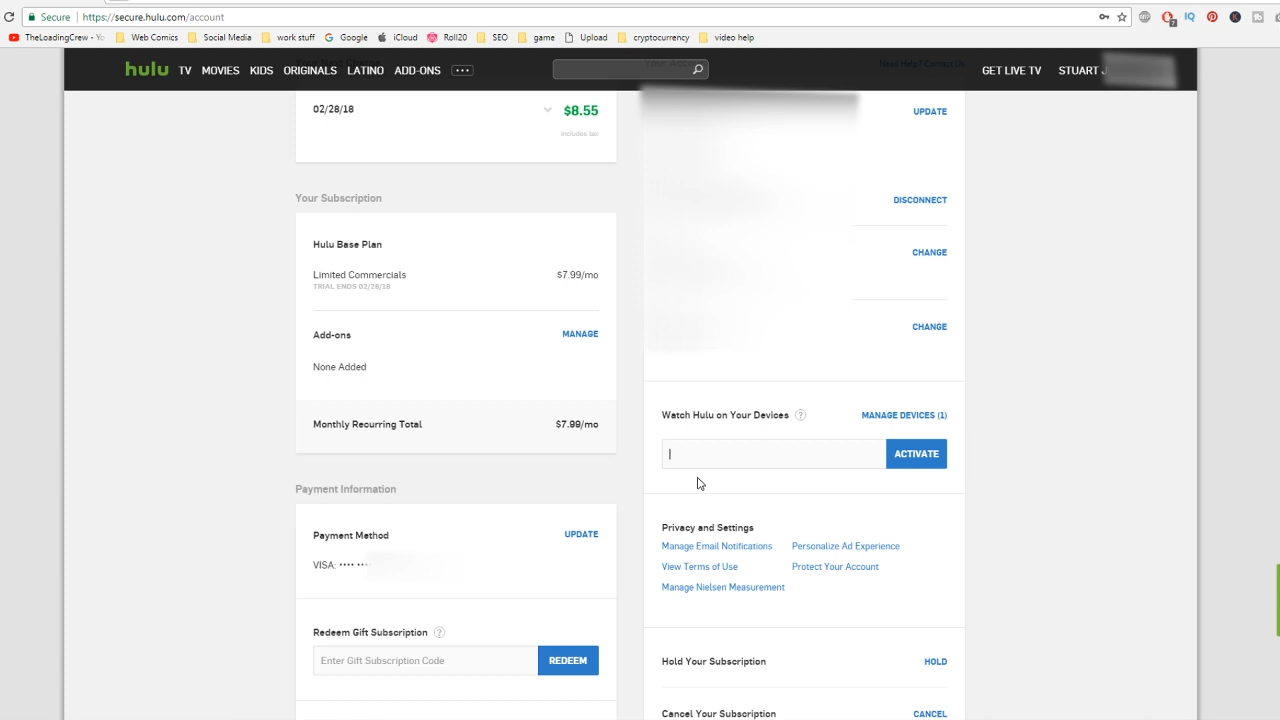 Secure https://secure.hulu.com/account
TheLoadingCrew - Yo Web Comics Social Media work stuff Google iCloud Roll20 SEO game Upload cryptocurrency video help
hulu TV MOVIES KIDS ORIGINALS LATINO ADD-ONS GET LIVE TV STUART J
Need Help? Contact Us
02/28/18 $8.55
includes tax
Your Subscription
Hulu Base Plan
Limited Commercials $7.99/mo
TRIAL ENDS 02/28/18
Add-ons MANAGE
None Added
Monthly Recurring Total $7.99/mo
Payment Information
Payment Method UPDATE
VISA: •••• ••
Redeem Gift Subscription ?
Enter Gift Subscription Code REDEEM
UPDATE
DISCONNECT
CHANGE
CHANGE
Watch Hulu on Your Devices ? MANAGE DEVICES (1)
ACTIVATE
Privacy and Settings
Manage Email Notifications Personalize Ad Experience
View Terms of Use Protect Your Account
Manage Nielsen Measurement
Hold Your Subscription HOLD
Cancel Your Subscription CANCEL